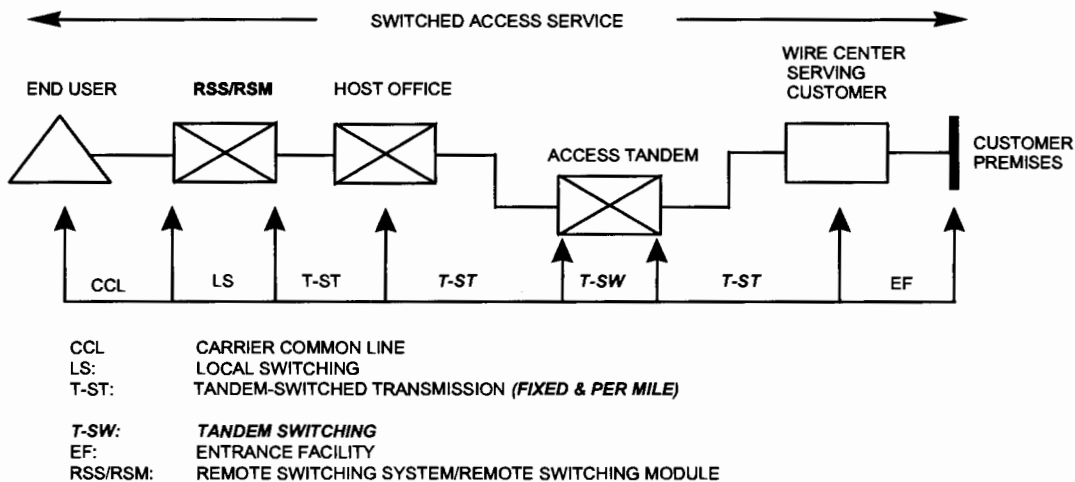 SWITCHED ACCESS SERVICE
END USER
RSS/RSM
HOST OFFICE
ACCESS TANDEM
WIRE CENTER
SERVING
CUSTOMER
CUSTOMER
PREMISES
CCL
LS
T-ST
T-ST
T-SW
T-ST
EF
CCL CARRIER COMMON LINE
LS: LOCAL SWITCHING
T-ST: TANDEM-SWITCHED TRANSMISSION (FIXED & PER MILE)
T-SW: TANDEM SWITCHING
EF: ENTRANCE FACILITY
RSS/RSM: REMOTE SWITCHING SYSTEM/REMOTE SWITCHING MODULE